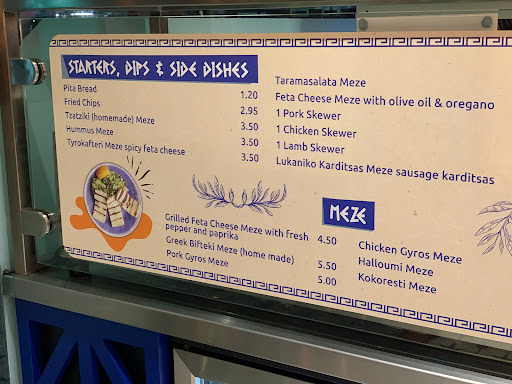 STARTERS, DIPS & SIDE DISHES
Pita Bread 1.20
Fried Chips 2.95
Tzatziki (homemade) Meze 3.50
Hummus Meze 3.50
Tyrokafteri Meze spicy feta cheese 3.50
Taramasalata Meze
Feta Cheese Meze with olive oil & oregano
1 Pork Skewer
1 Chicken Skewer
1 Lamb Skewer
Lukaniko Karditsas Meze sausage karditsas
MEZE
Grilled Feta Cheese Meze with fresh
pepper and paprika 4.50
Greek Bifteki Meze (home made) 5.50
Pork Gyros Meze 5.00
Chicken Gyros Meze
Halloumi Meze
Kokoresti Meze